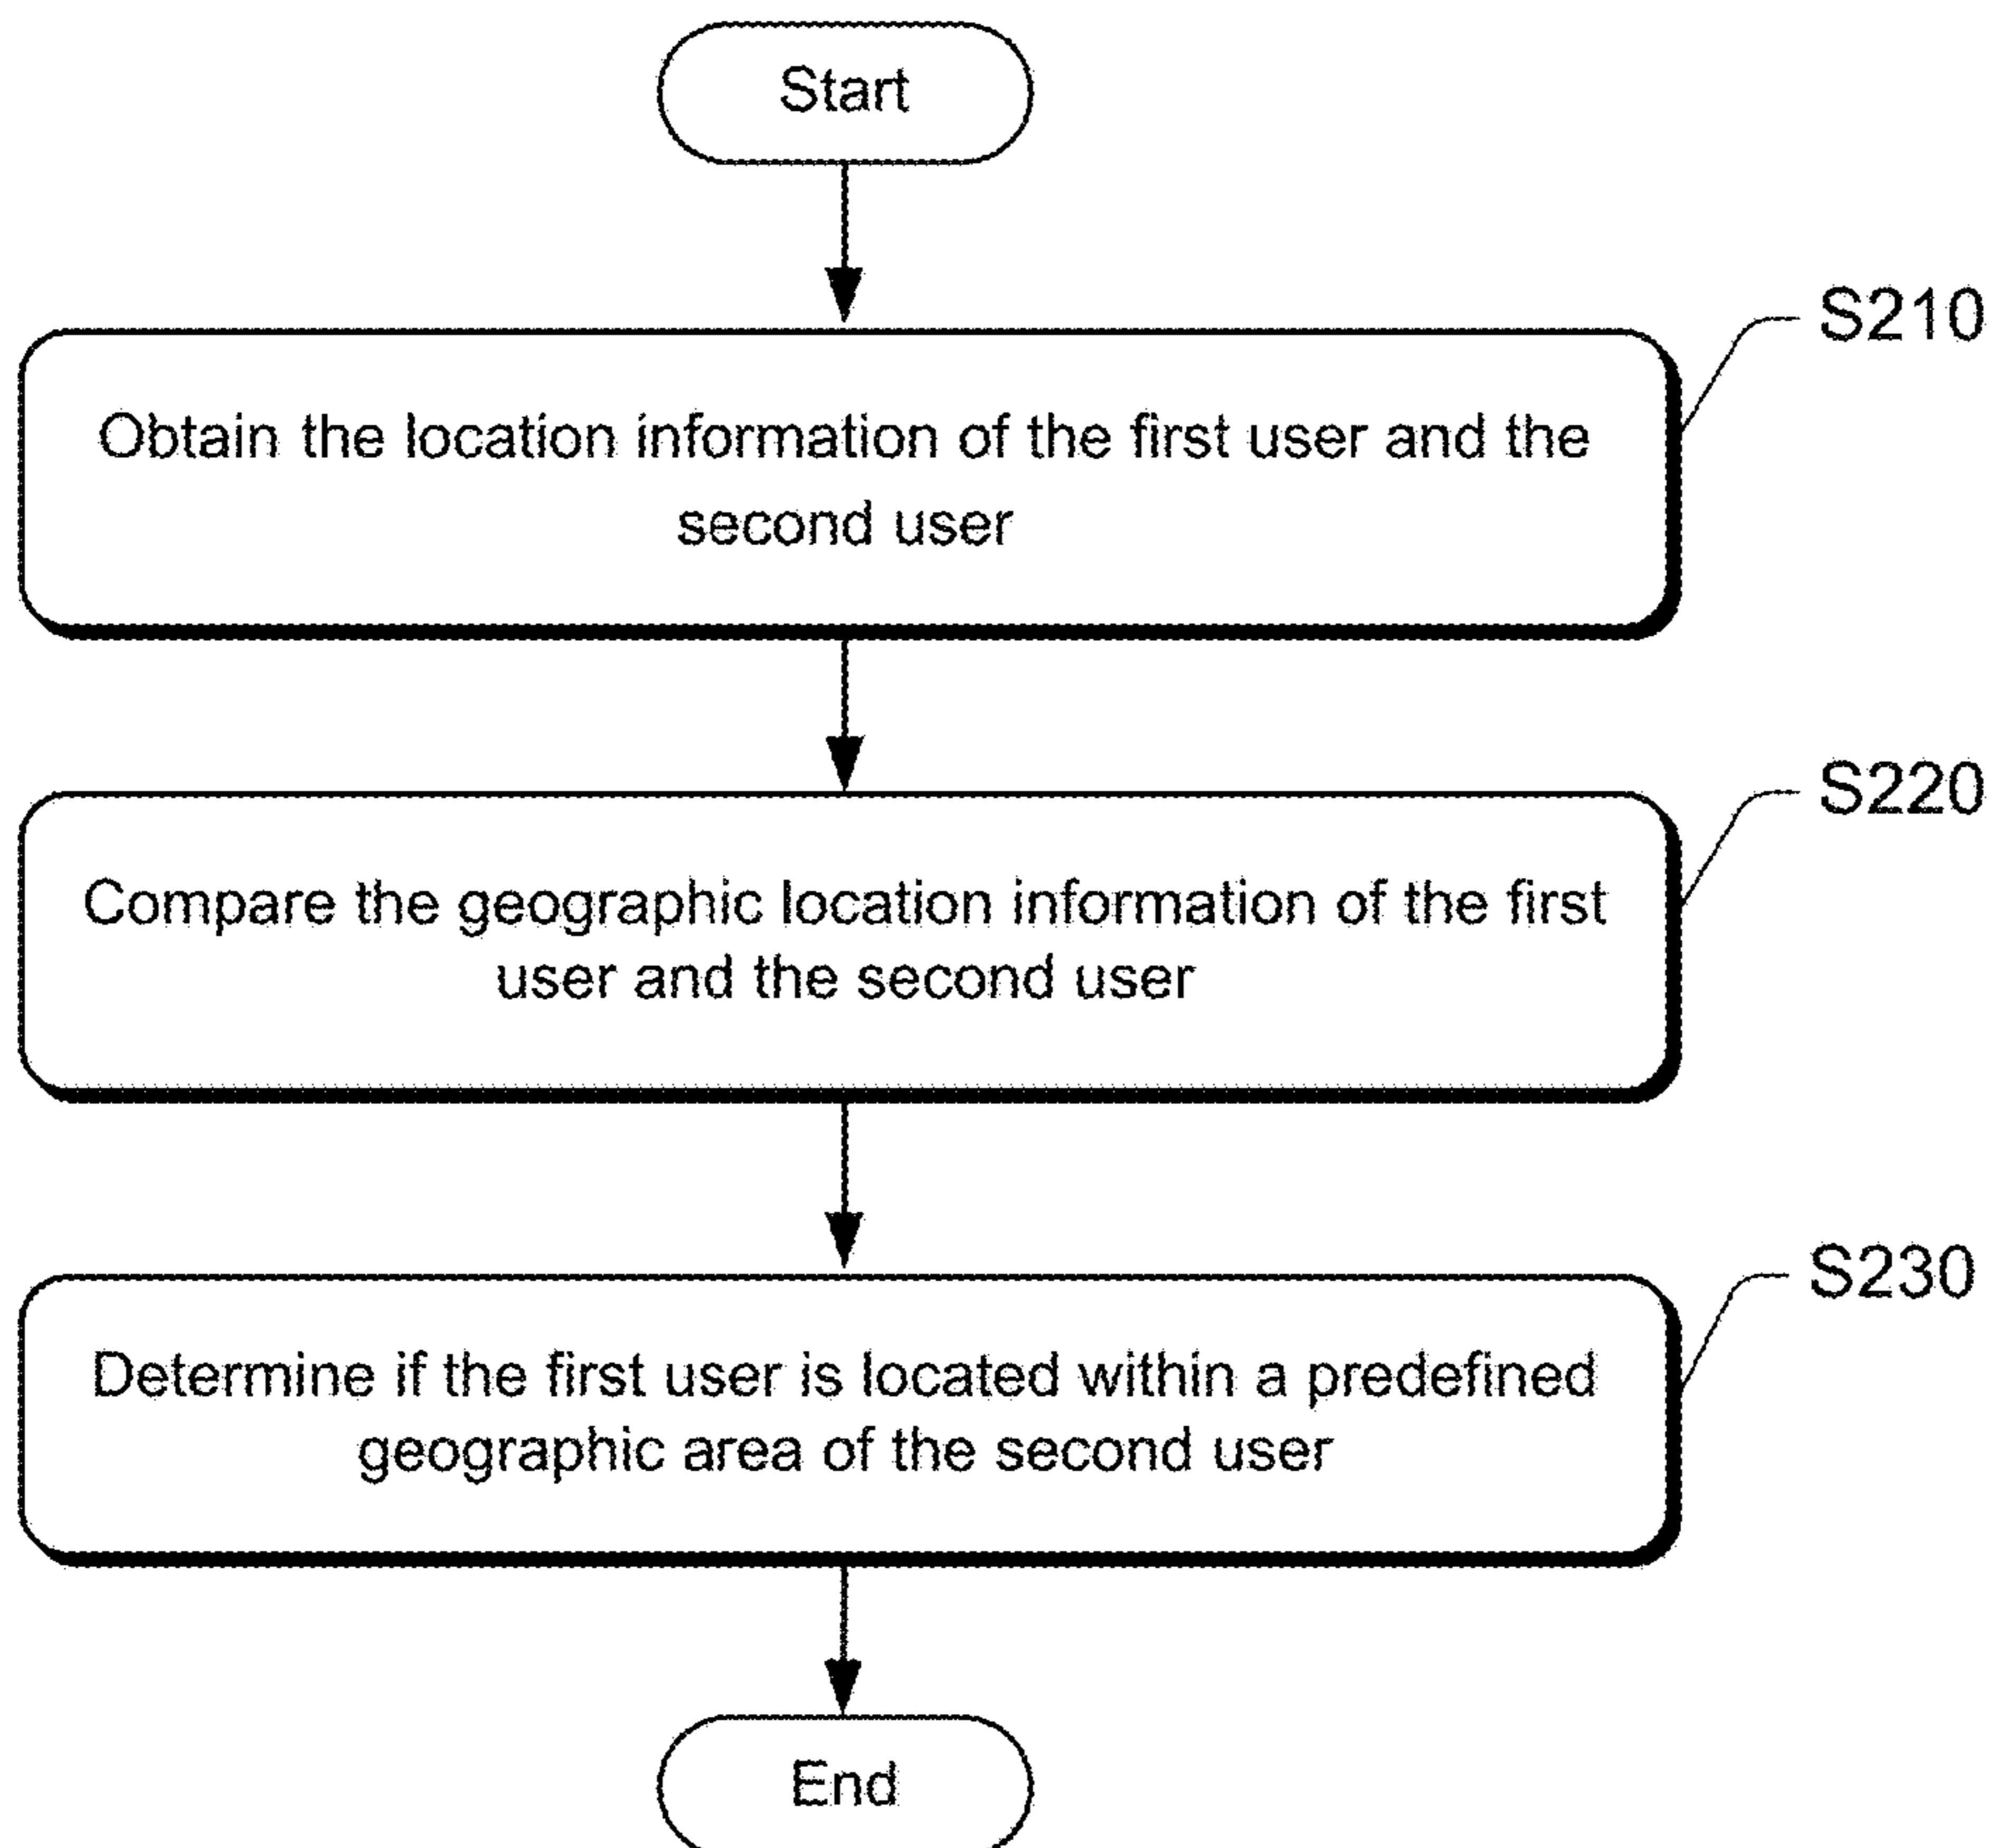 Start
S210
Obtain the location information of the first user and the
second user
S220
Compare the geographic location information of the first
user and the second user
S230
Determine if the first user is located within a predefined
geographic area of the second user
End